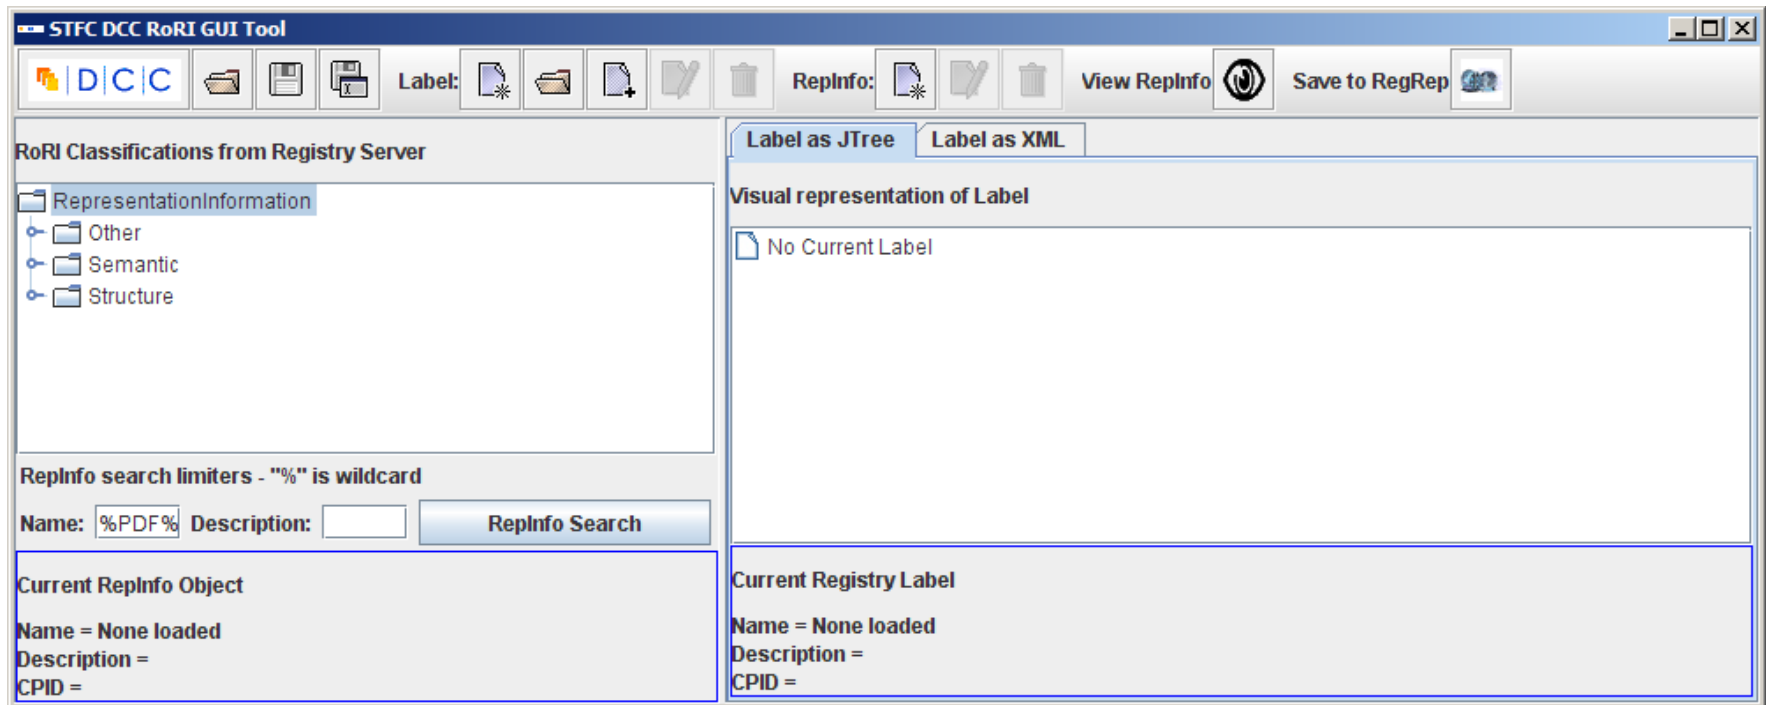 STFC DCC RoRI GUI Tool
D|C|C Label: RepInfo: View RepInfo Save to RegRep
RoRI Classifications from Registry Server
RepresentationInformation
Other
Semantic
Structure
RepInfo search limiters - "%" is wildcard
Name: %PDF% Description: RepInfo Search
Current RepInfo Object
Name = None loaded
Description =
CPID =
Label as JTree Label as XML
Visual representation of Label
No Current Label
Current Registry Label
Name = None loaded
Description =
CPID =